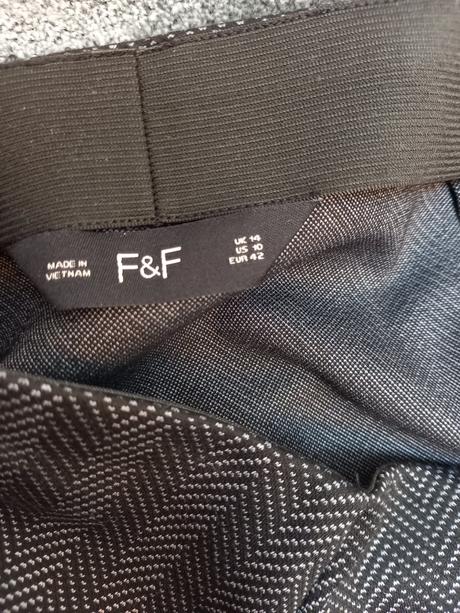 MADE IN
VIETNAM
F&F
UK 14
US 10
EUR 42